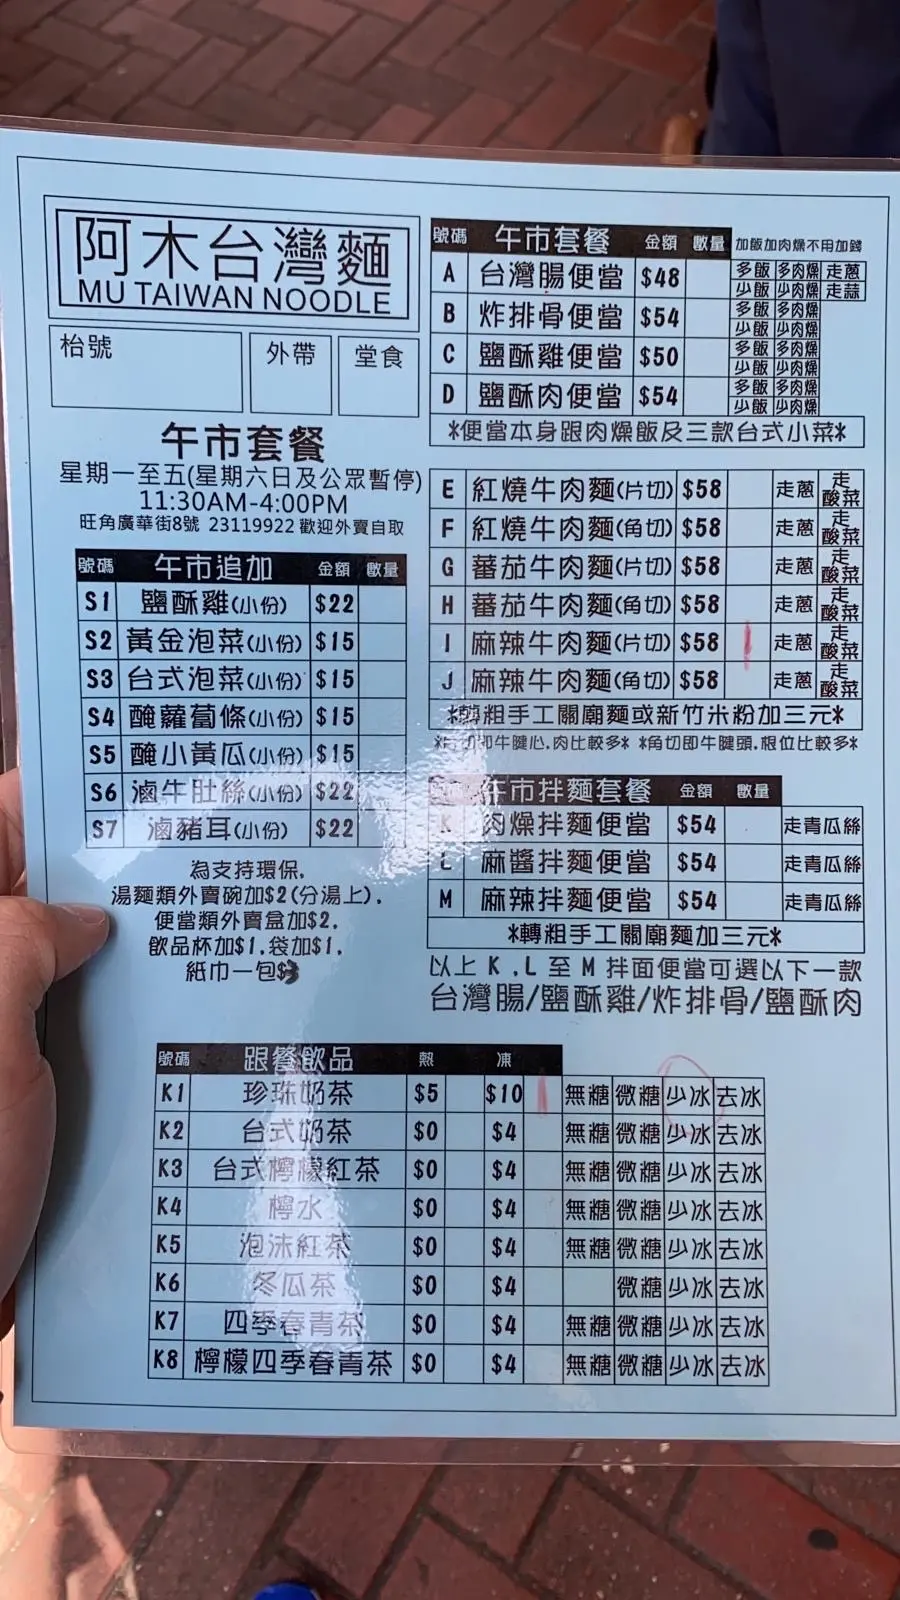 阿木台灣麵
MU TAIWAN NOODLE
枱號 外帶 堂食
午市套餐
星期一至五(星期六日及公眾暫停)
11:30AM-4:00PM
旺角廣華街8號 23119922 歡迎外賣自取
號碼 午市追加 金額 數量
S1 鹽酥雞(小份) $22
S2 黃金泡菜(小份) $15
S3 台式泡菜(小份) $15
S4 醃蘿蔔條(小份) $15
S5 醃小黃瓜(小份) $15
S6 滷牛肚絲(小份) $22
S7 滷豬耳(小份) $22
為支持環保,
湯麵類外賣碗加$2(分湯上),
便當類外賣盒加$2,
飲品杯加$1,袋加$1,
紙巾一包
號碼 午市套餐 金額 數量 加飯加肉燥不用加錢
A 台灣腸便當 $48 多飯 多肉燥 走蔥
少飯 少肉燥 走蒜
B 炸排骨便當 $54 多飯 多肉燥
少飯 少肉燥
C 鹽酥雞便當 $50 多飯 多肉燥
少飯 少肉燥
D 鹽酥肉便當 $54 多飯 多肉燥
少飯 少肉燥
*便當本身跟肉燥飯及三款台式小菜*
E 紅燒牛肉麵(片切) $58 走蔥 走酸菜
F 紅燒牛肉麵(角切) $58 走蔥 走酸菜
G 蕃茄牛肉麵(片切) $58 走蔥 走酸菜
H 蕃茄牛肉麵(角切) $58 走蔥 走酸菜
I 麻辣牛肉麵(片切) $58 走蔥 走酸菜
J 麻辣牛肉麵(角切) $58 走蔥 走酸菜
*轉粗手工關廟麵或新竹米粉加三元*
*片切即牛腱心,肉比較多* *角切即牛腱頭,根位比較多*
午市拌麵套餐 金額 數量
K 肉燥拌麵便當 $54 走青瓜絲
L 麻醬拌麵便當 $54 走青瓜絲
M 麻辣拌麵便當 $54 走青瓜絲
*轉粗手工關廟麵加三元*
以上 K,L 至 M 拌面便當可選以下一款
台灣腸/鹽酥雞/炸排骨/鹽酥肉
號碼 跟餐飲品 熱 凍
K1 珍珠奶茶 $5 $10 無糖 微糖 少冰 去冰
K2 台式奶茶 $0 $4 無糖 微糖 少冰 去冰
K3 台式檸檬紅茶 $0 $4 無糖 微糖 少冰 去冰
K4 檸水 $0 $4 無糖 微糖 少冰 去冰
K5 泡沫紅茶 $0 $4 無糖 微糖 少冰 去冰
K6 冬瓜茶 $0 $4 微糖 少冰 去冰
K7 四季春青茶 $0 $4 無糖 微糖 少冰 去冰
K8 檸檬四季春青茶 $0 $4 無糖 微糖 少冰 去冰